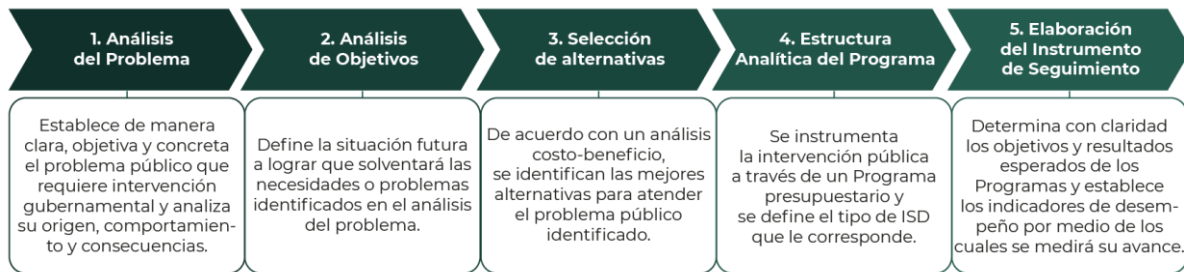 1. Análisis
del Problema
Establece de manera
clara, objetiva y concreta
el problema público que
requiere intervención
gubernamental y analiza
su origen, comportamien-
to y consecuencias.
2. Análisis
de Objetivos
Define la situación futura
a lograr que solventará las
necesidades o problemas
identificados en el análisis
del problema.
3. Selección
de alternativas
De acuerdo con un análisis
costo-beneficio,
se identifican las mejores
alternativas para atender
el problema público
identificado.
4. Estructura
Analítica del Programa
Se instrumenta
la intervención pública
a través de un Programa
presupuestario y
se define el tipo de ISD
que le corresponde.
5. Elaboración
del Instrumento
de Seguimiento
Determina con claridad
los objetivos y resultados
esperados de los
Programas y establece
los indicadores de desem-
peño por medio de los
cuales se medirá su avance.